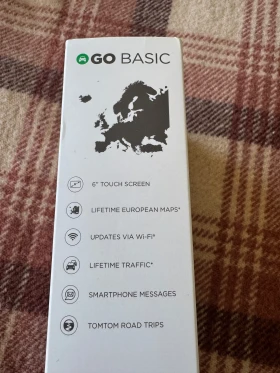 GO BASIC
6" TOUCH SCREEN
LIFETIME EUROPEAN MAPS*
UPDATES VIA Wi-Fi®
LIFETIME TRAFFIC*
SMARTPHONE MESSAGES
TOMTOM ROAD TRIPS